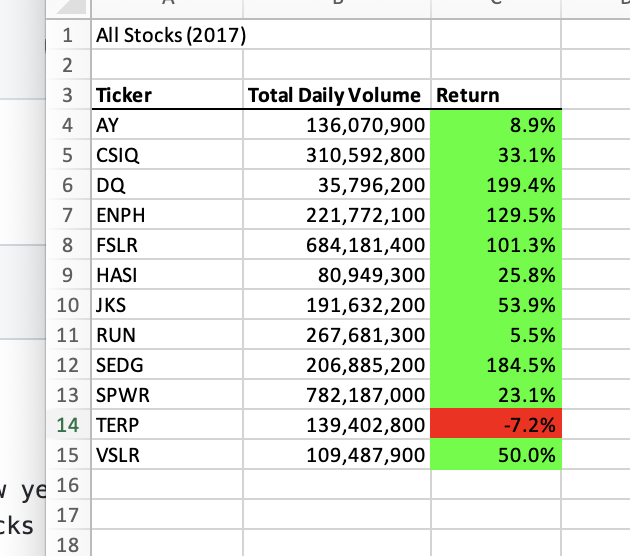 1 All Stocks (2017)
2
3 Ticker Total Daily Volume Return
4 AY 136,070,900 8.9%
5 CSIQ 310,592,800 33.1%
6 DQ 35,796,200 199.4%
7 ENPH 221,772,100 129.5%
8 FSLR 684,181,400 101.3%
9 HASI 80,949,300 25.8%
10 JKS 191,632,200 53.9%
11 RUN 267,681,300 5.5%
12 SEDG 206,885,200 184.5%
13 SPWR 782,187,000 23.1%
14 TERP 139,402,800 -7.2%
15 VSLR 109,487,900 50.0%
16
17
18